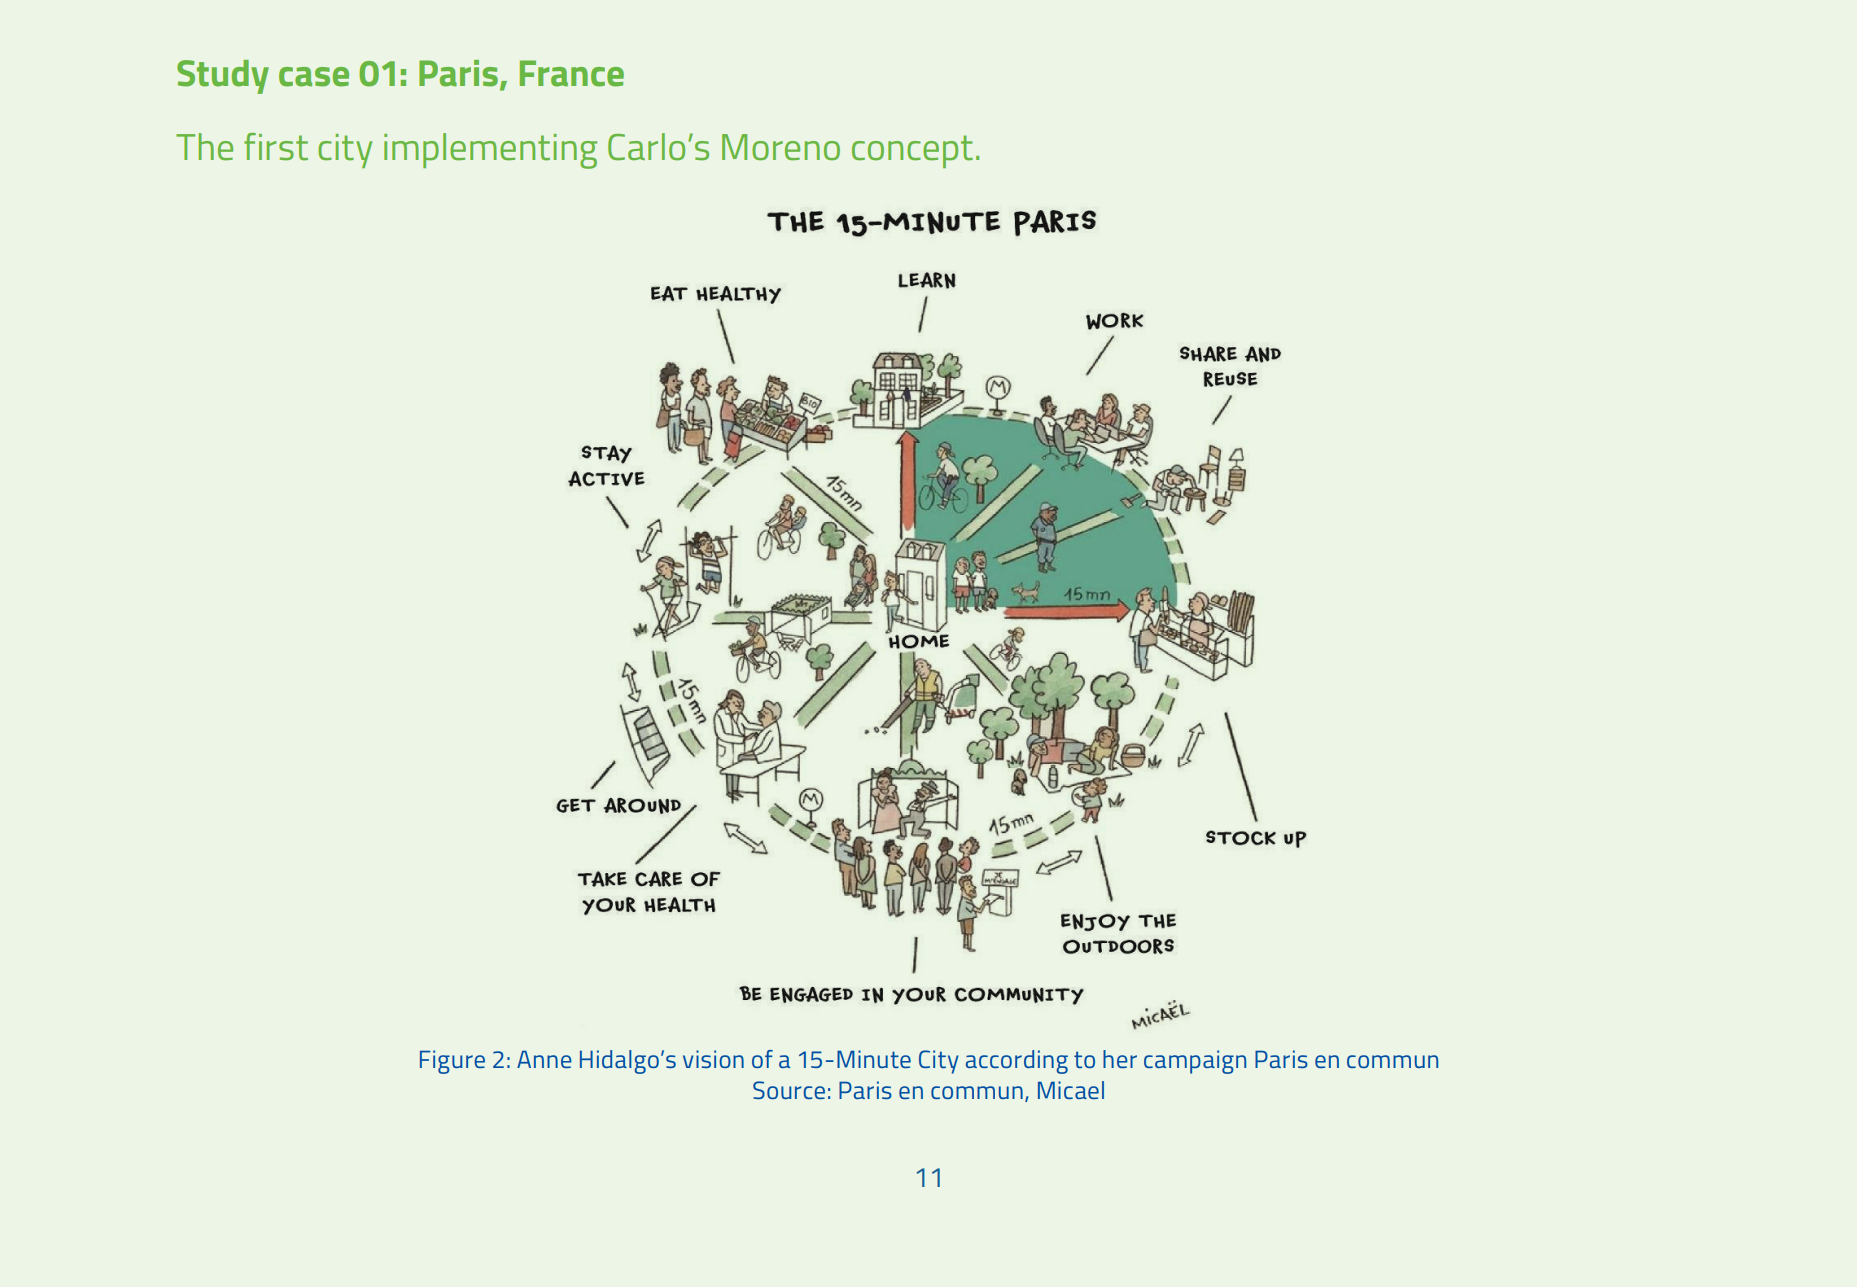 Study case 01: Paris, France
The first city implementing Carlo's Moreno concept.
THE 15-MINUTE PARIS
LEARN
EAT HEALTHY
WORK
SHARE AND
REUSE
BIO
M
STAY
ACTIVE
15mn
15mn
HOME
15mn
M
GET AROUND
15mn
STOCK UP
TAKE CARE OF
YOUR HEALTH
JE
M'ENGAGE
ENJOY THE
OUTDOORS
BE ENGAGED IN YOUR COMMUNITY
MICAËL
Figure 2: Anne Hidalgo's vision of a 15-Minute City according to her campaign Paris en commun
Source: Paris en commun, Micael
11